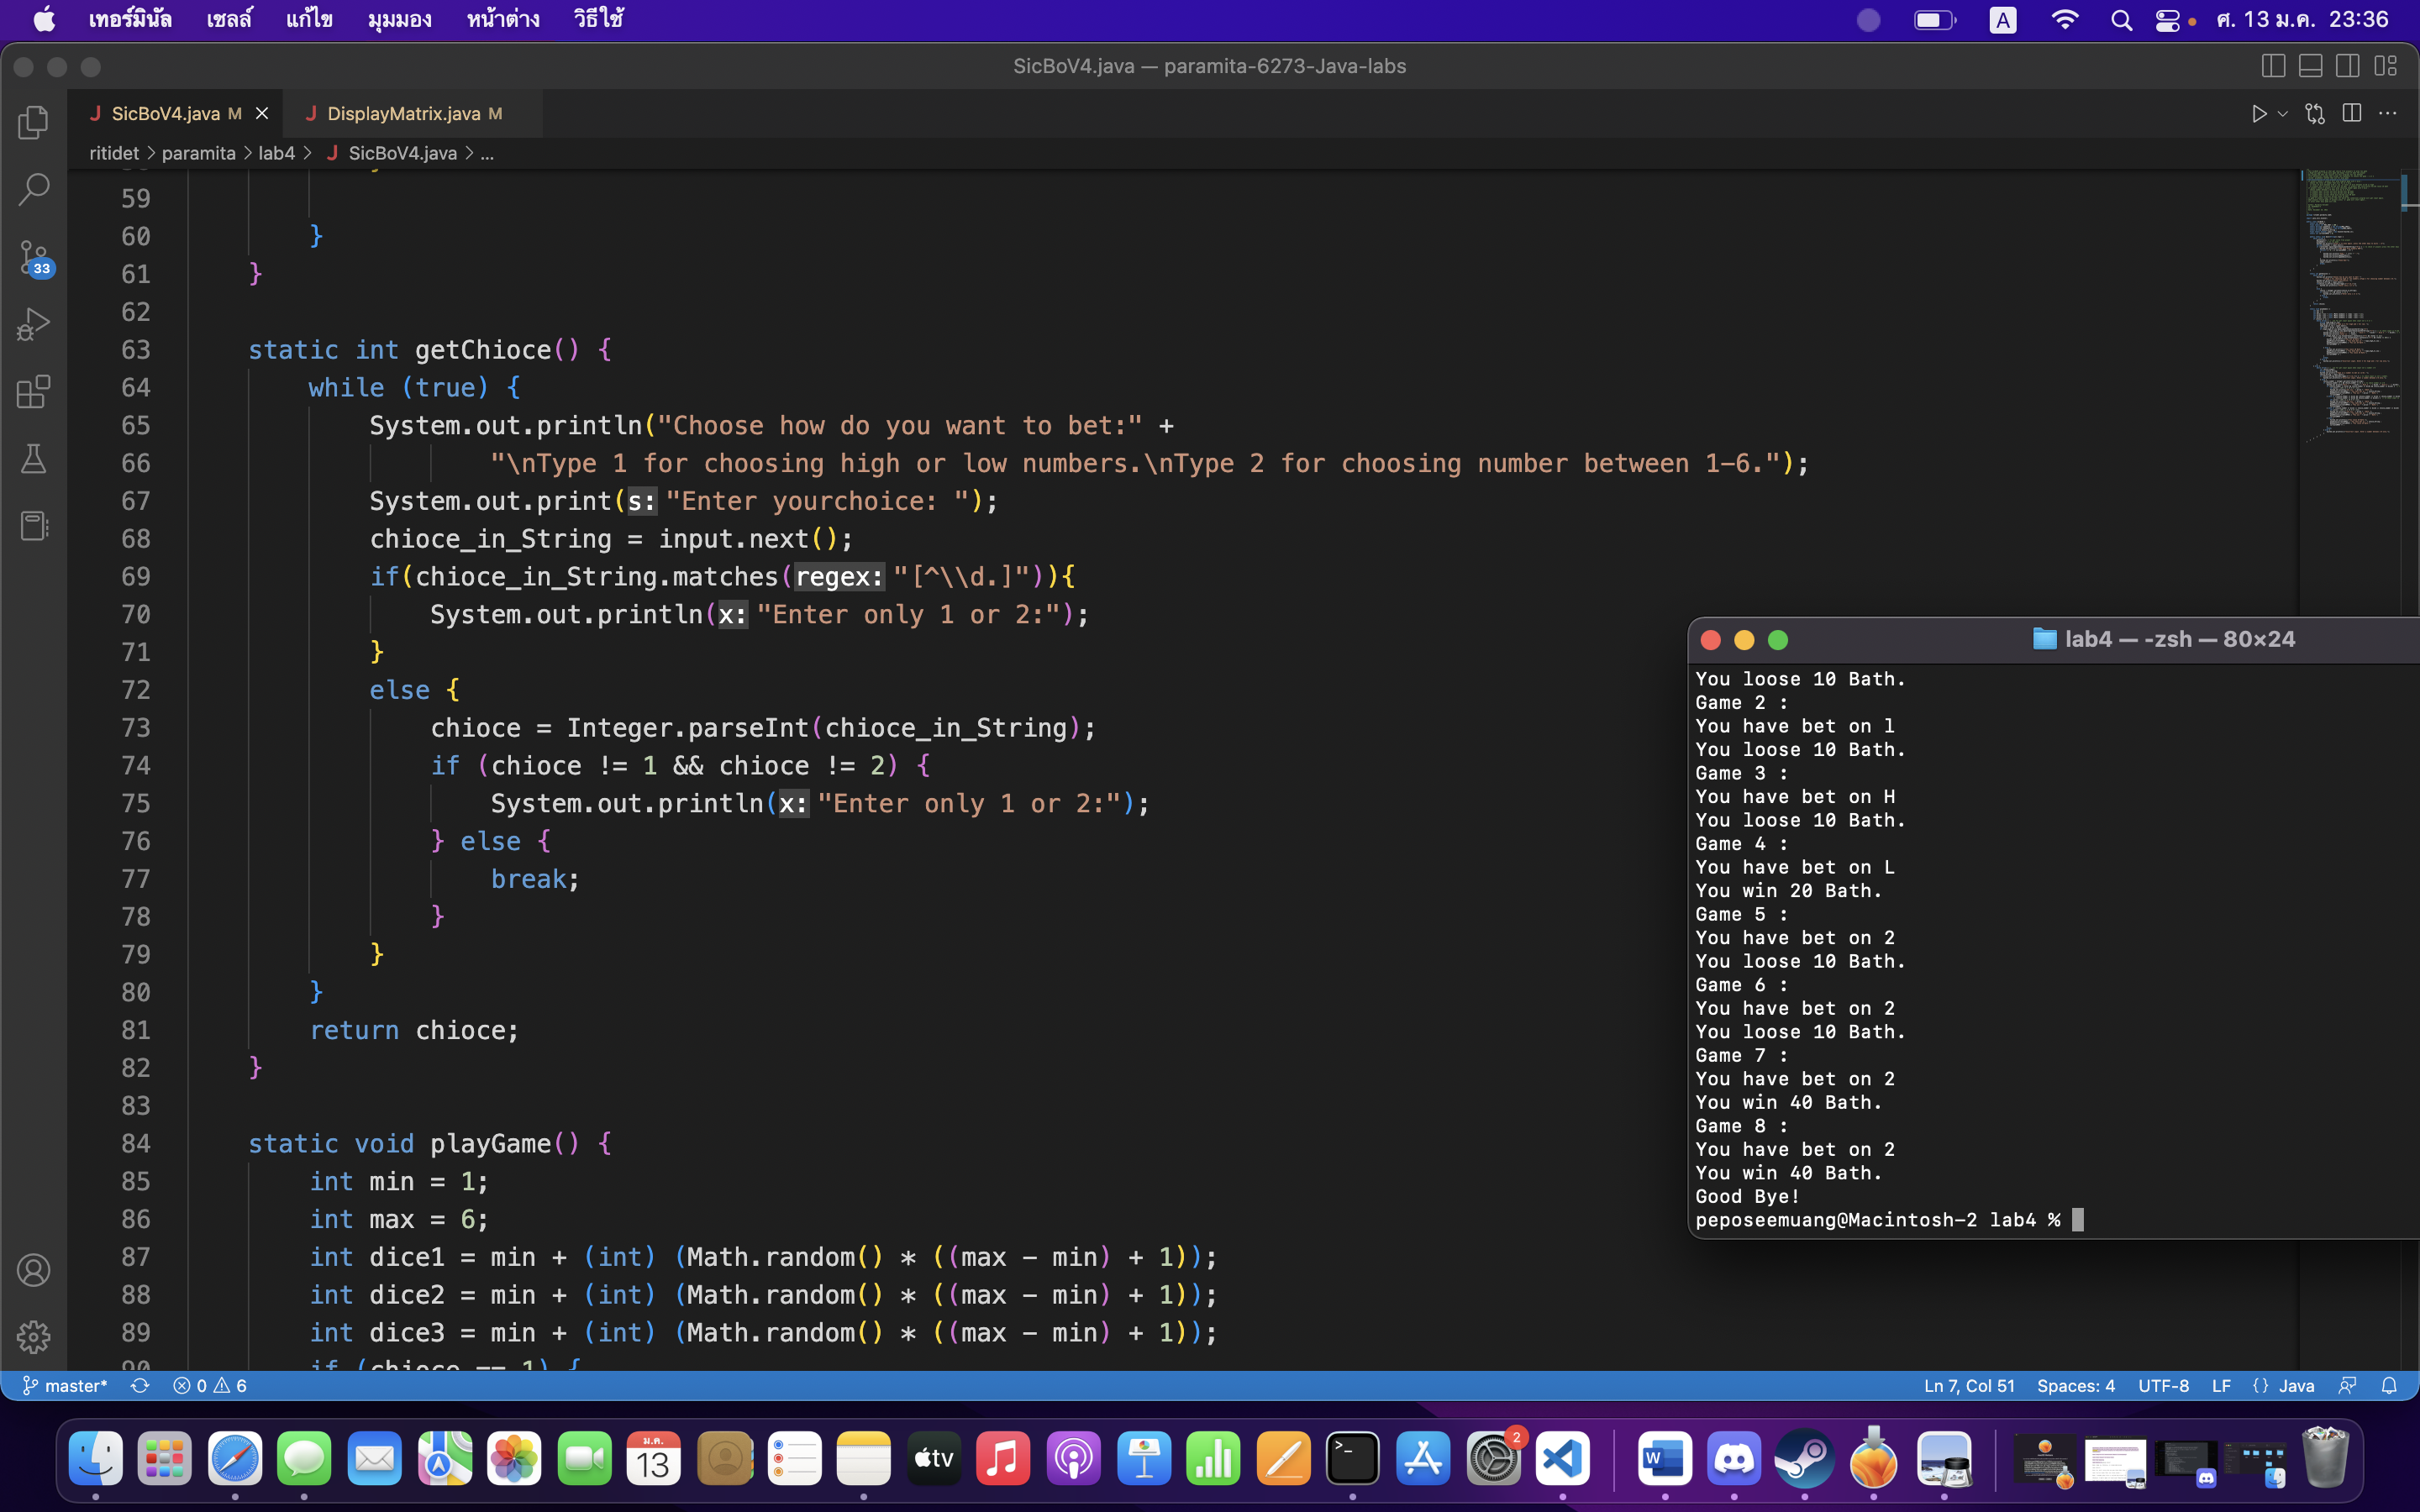 เทอร์มินัล เชลล์ แก้ไข มุมมอง หน้าต่าง วิธีใช้ A ศ. 13 ม.ค. 23:36
SicBoV4.java — paramita-6273-Java-labs
J SicBoV4.java M J DisplayMatrix.java M
ritidet > paramita > lab4 > J SicBoV4.java > ...
59
60 }
61 }
62
63 static int getChioce() {
64 while (true) {
65 System.out.println("Choose how do you want to bet:" +
66 "\nType 1 for choosing high or low numbers.\nType 2 for choosing number between 1-6.");
67 System.out.print(s: "Enter yourchoice: ");
68 chioce_in_String = input.next();
69 if(chioce_in_String.matches(regex: "[^\\d.]")){
70 System.out.println(x: "Enter only 1 or 2:");
71 }
72 else {
73 chioce = Integer.parseInt(chioce_in_String);
74 if (chioce != 1 && chioce != 2) {
75 System.out.println(x: "Enter only 1 or 2:");
76 } else {
77 break;
78 }
79 }
80 }
81 return chioce;
82 }
83
84 static void playGame() {
85 int min = 1;
86 int max = 6;
87 int dice1 = min + (int) (Math.random() * ((max - min) + 1));
88 int dice2 = min + (int) (Math.random() * ((max - min) + 1));
89 int dice3 = min + (int) (Math.random() * ((max - min) + 1));
90 if (chioce == 1) {
33
lab4 — -zsh — 80×24
You loose 10 Bath.
Game 2 :
You have bet on l
You loose 10 Bath.
Game 3 :
You have bet on H
You loose 10 Bath.
Game 4 :
You have bet on L
You win 20 Bath.
Game 5 :
You have bet on 2
You loose 10 Bath.
Game 6 :
You have bet on 2
You loose 10 Bath.
Game 7 :
You have bet on 2
You win 40 Bath.
Game 8 :
You have bet on 2
You win 40 Bath.
Good Bye!
peposeemuang@Macintosh-2 lab4 %
master* 0 6 Ln 7, Col 51 Spaces: 4 UTF-8 LF {} Java
ม.ค.
13
tv
>_
2
W